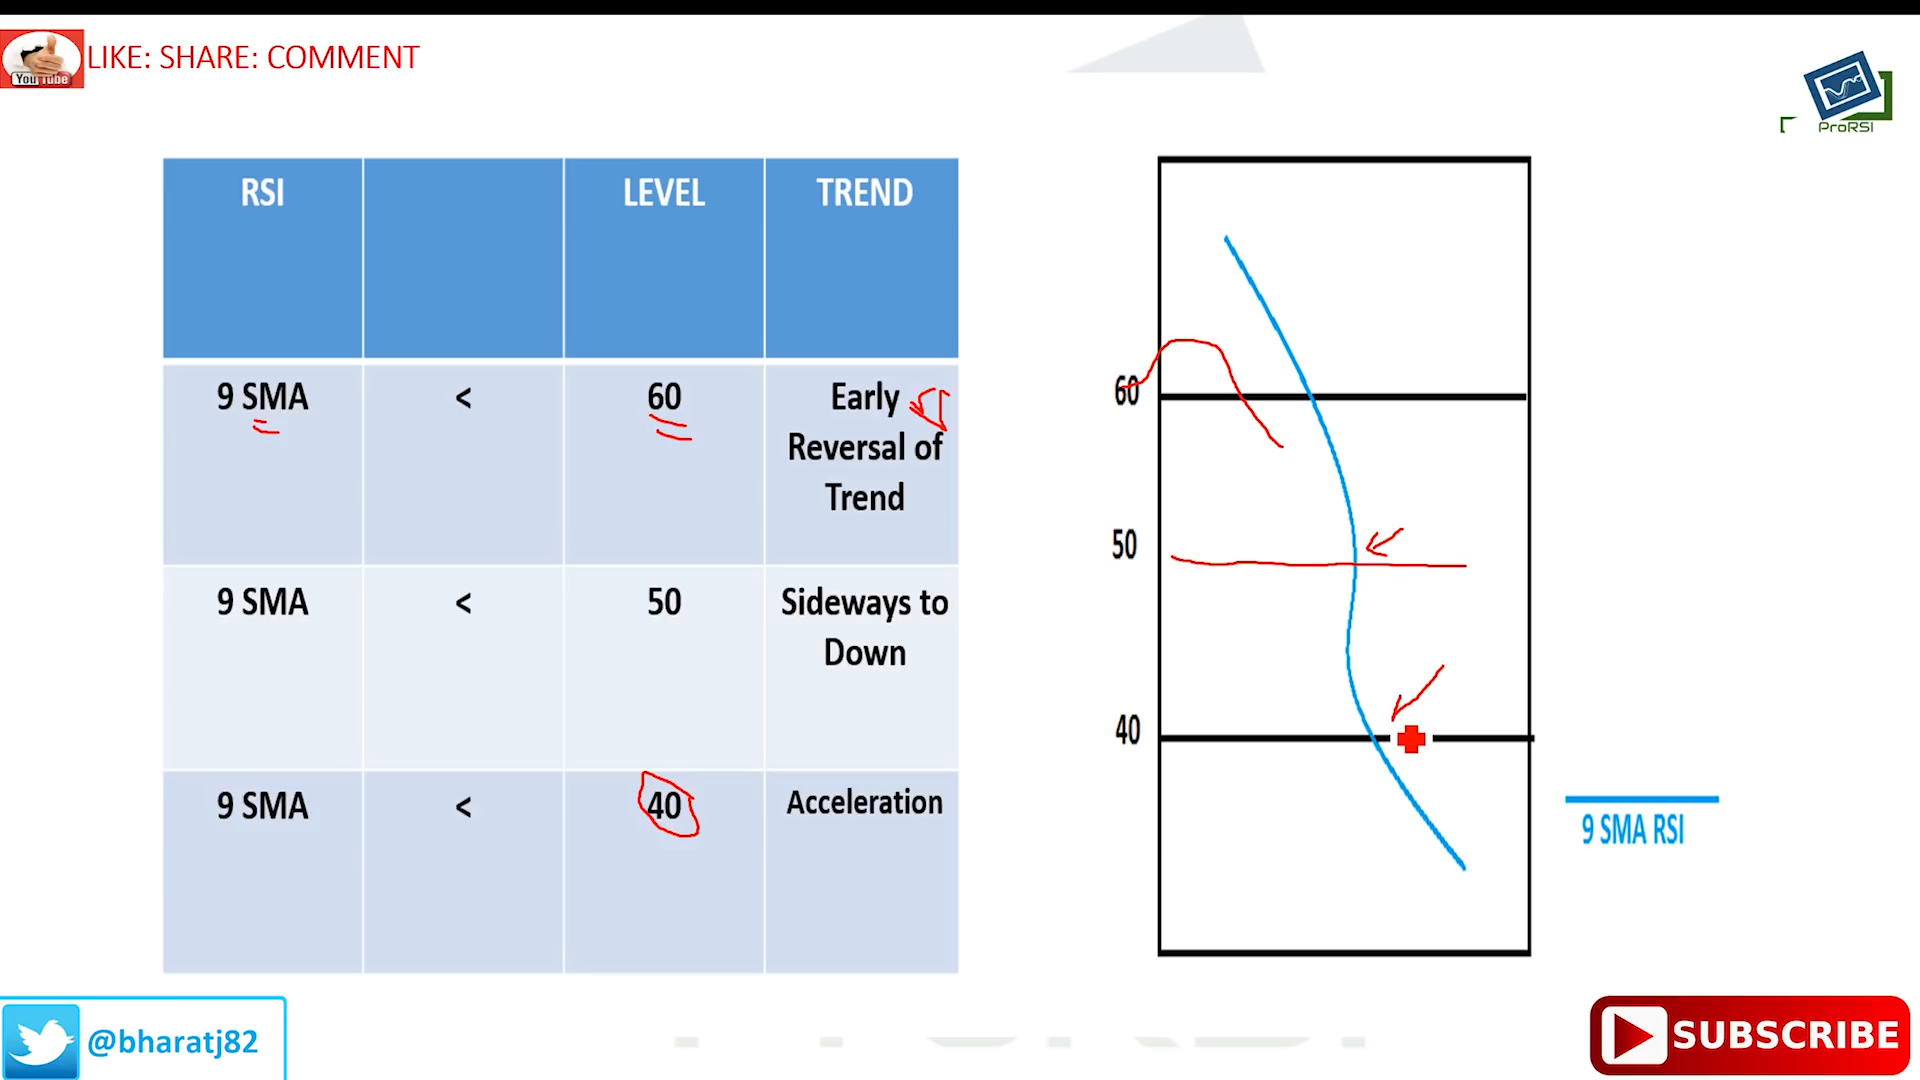 LIKE: SHARE: COMMENT
You Tube
ProRSI
RSI LEVEL TREND
9 SMA < 60 Early
Reversal of
Trend
9 SMA < 50 Sideways to
Down
9 SMA < 40 Acceleration
60
50
40
9 SMA RSI
@bharatj82
SUBSCRIBE